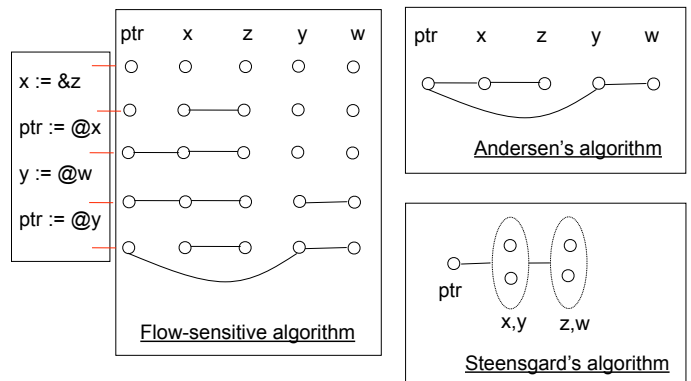 x := &z
ptr := @x
y := @w
ptr := @y
ptr x z y w
Flow-sensitive algorithm
ptr x z y w
Andersen's algorithm
ptr
x,y z,w
Steensgard's algorithm